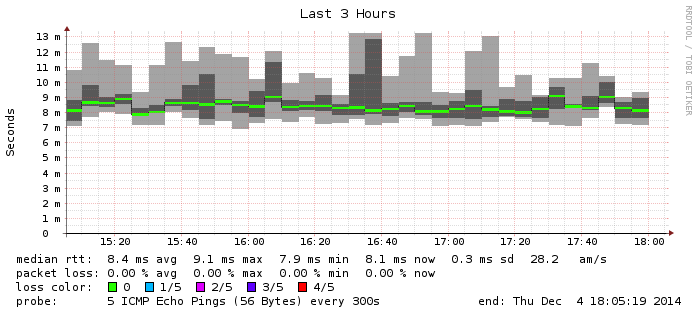 Last 3 Hours
RRDTOOL / TOBI OETIKER
Seconds
13 m
12 m
11 m
10 m
9 m
8 m
7 m
6 m
5 m
4 m
3 m
2 m
1 m
0
15:20 15:40 16:00 16:20 16:40 17:00 17:20 17:40 18:00
median rtt: 8.4 ms avg 9.1 ms max 7.9 ms min 8.1 ms now 0.3 ms sd 28.2 am/s
packet loss: 0.00 % avg 0.00 % max 0.00 % min 0.00 % now
loss color: 0 1/5 2/5 3/5 4/5
probe: 5 ICMP Echo Pings (56 Bytes) every 300s end: Thu Dec 4 18:05:19 2014